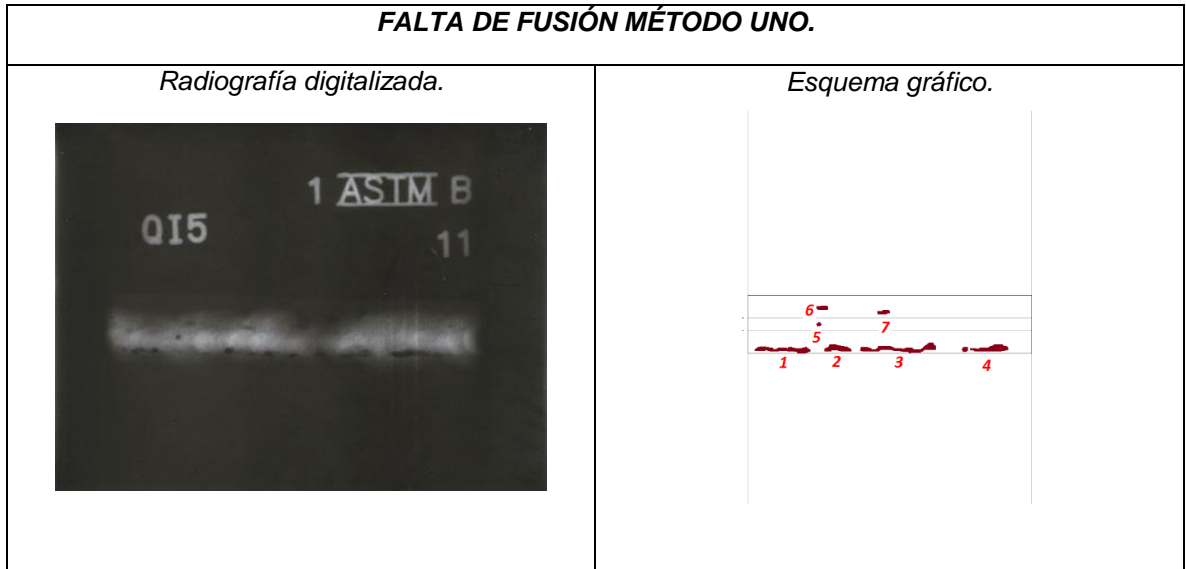 FALTA DE FUSIÓN MÉTODO UNO.
Radiografía digitalizada.
Esquema gráfico.
1 ASTM B
QI5
11
6
7
5
1 2 3 4